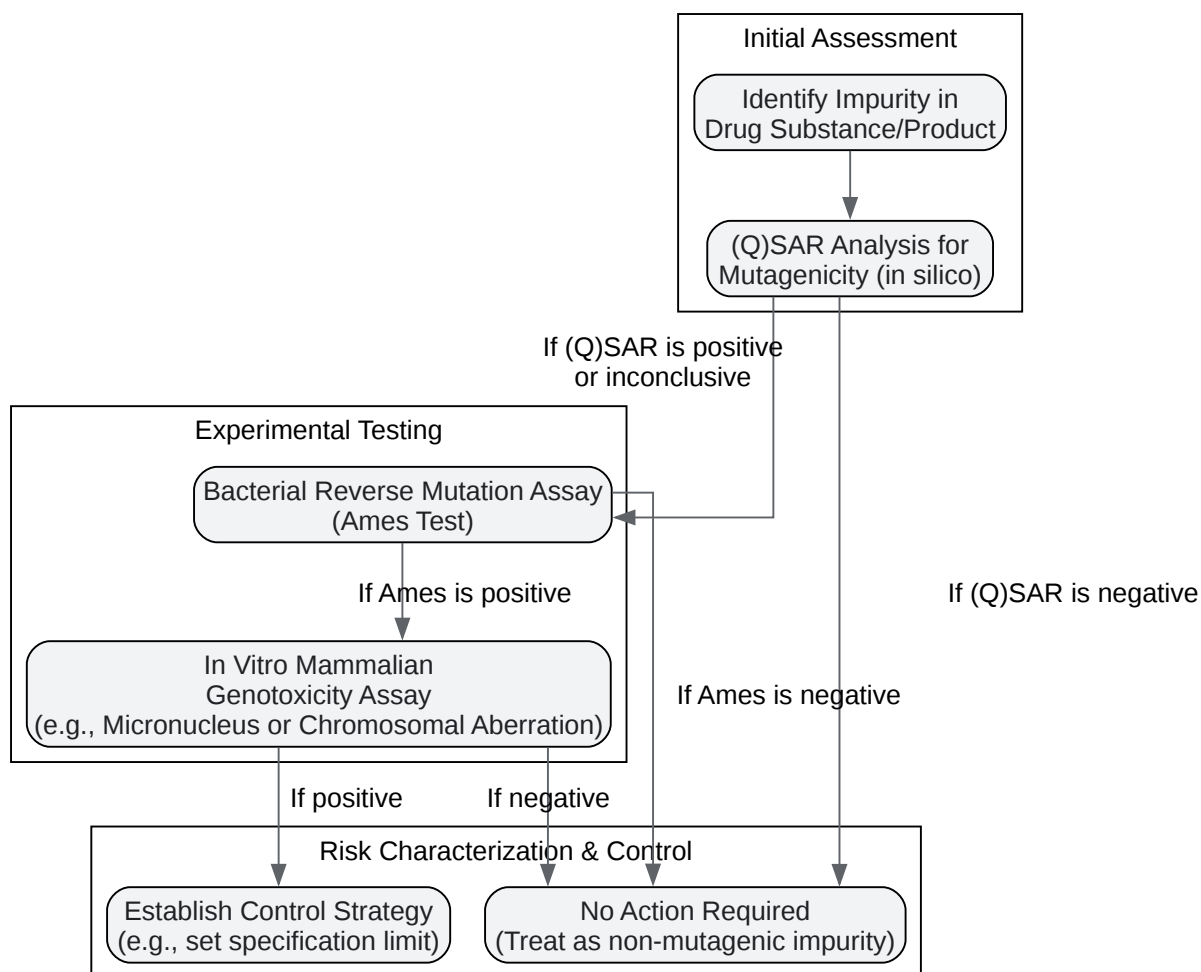 Initial Assessment
Identify Impurity in
Drug Substance/Product
(Q)SAR Analysis for
Mutagenicity (in silico)
If (Q)SAR is positive
or inconclusive
Experimental Testing
Bacterial Reverse Mutation Assay
(Ames Test)
If Ames is positive
If (Q)SAR is negative
In Vitro Mammalian
Genotoxicity Assay
(e.g., Micronucleus or Chromosomal Aberration)
If Ames is negative
If positive
If negative
Risk Characterization & Control
Establish Control Strategy
(e.g., set specification limit)
No Action Required
(Treat as non-mutagenic impurity)